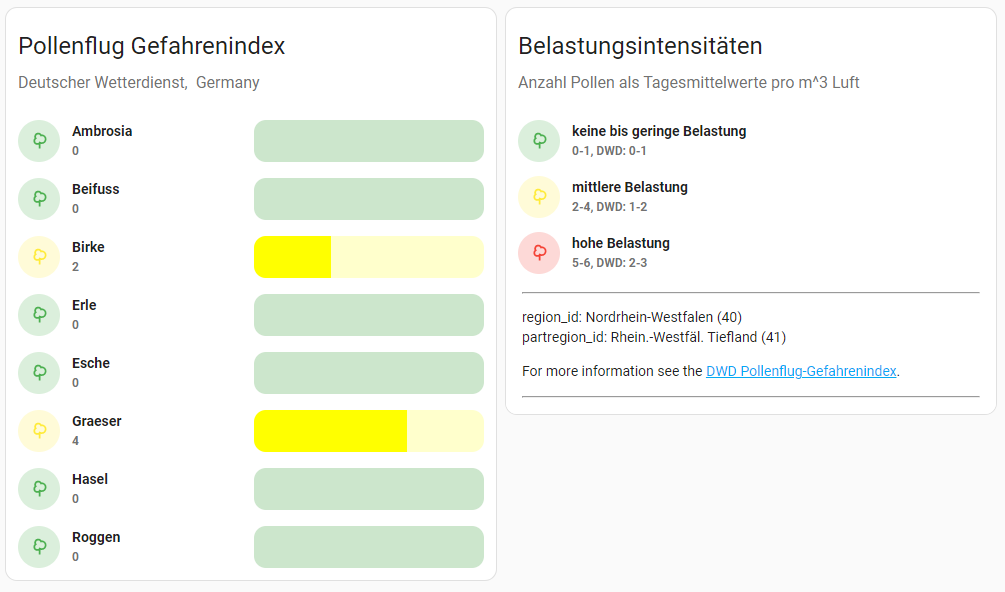 Pollenflug Gefahrenindex
Deutscher Wetterdienst,  Germany
Ambrosia
0
Beifuss
0
Birke
2
Erle
0
Esche
0
Graeser
4
Hasel
0
Roggen
0
Belastungsintensitäten
Anzahl Pollen als Tagesmittelwerte pro m^3 Luft
keine bis geringe Belastung
0-1, DWD: 0-1
mittlere Belastung
2-4, DWD: 1-2
hohe Belastung
5-6, DWD: 2-3
region_id: Nordrhein-Westfalen (40)
partregion_id: Rhein.-Westfäl. Tiefland (41)
For more information see the DWD Pollenflug-Gefahrenindex.